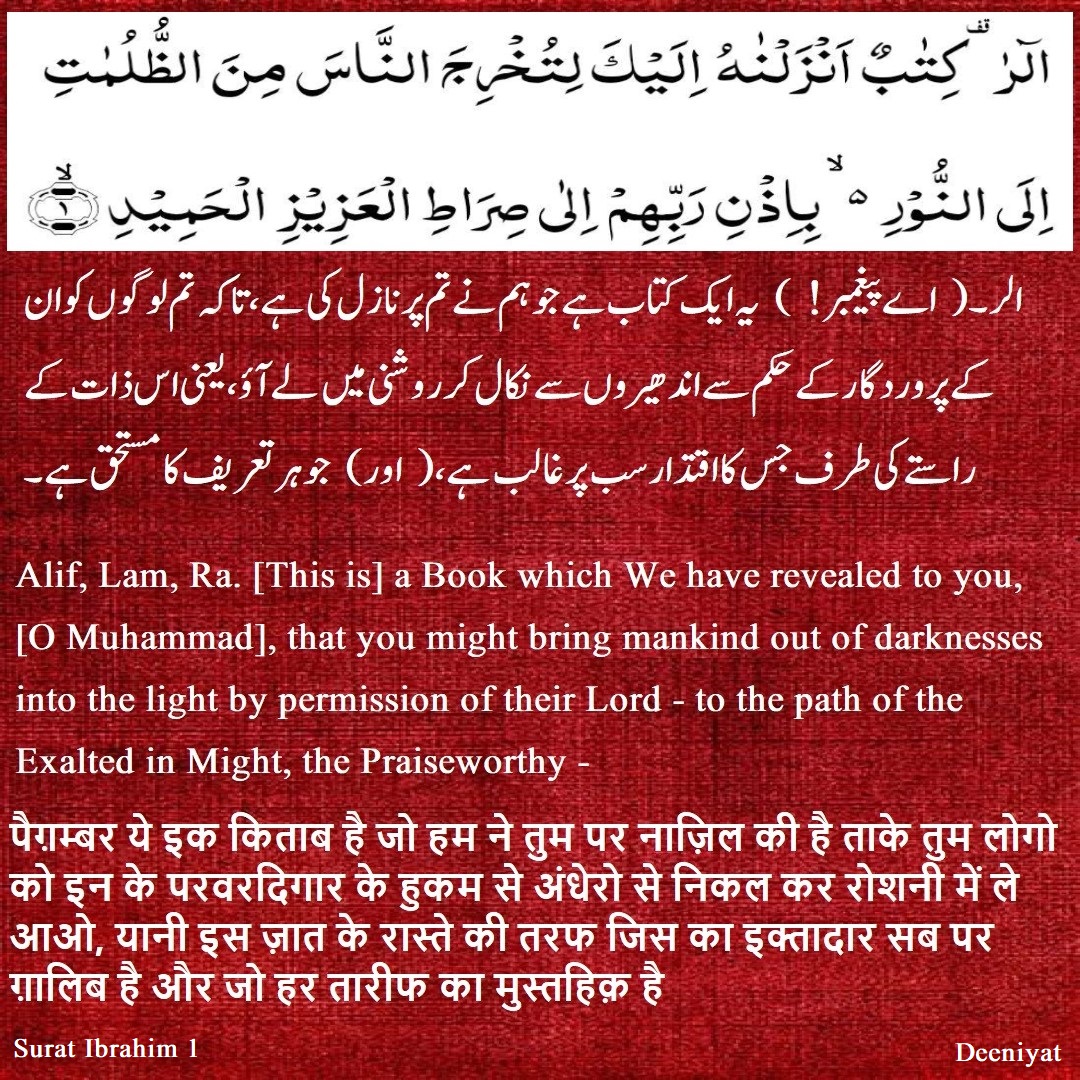 الٓرٰ ۟ قف كِتٰبٌ اَنْزَلْنٰهُ اِلَيْكَ لِتُخْرِجَ النَّاسَ مِنَ الظُّلُمٰتِ
اِلَى النُّوْرِ ۵ ۙ بِاِذْنِ رَبِّهِمْ اِلٰى صِرَاطِ الْعَزِيْزِ الْحَمِيْدِ ۙ ١
الر۔( اے پیغمبر! ) یہ ایک کتاب ہے جو ہم نے تم پر نازل کی ہے، تاکہ تم لوگوں کو ان
کے پروردگار کے حکم سے اندھیروں سے نکال کر روشنی میں لے آؤ، یعنی اس ذات کے
راستے کی طرف جس کا اقتدار سب پر غالب ہے، ( اور ) جو ہر تعریف کا مستحق ہے۔
Alif, Lam, Ra. [This is] a Book which We have revealed to you,
[O Muhammad], that you might bring mankind out of darknesses
into the light by permission of their Lord - to the path of the
Exalted in Might, the Praiseworthy -
पैग़म्बर ये इक किताब है जो हम ने तुम पर नाज़िल की है ताके तुम लोगो
को इन के परवरदिगार के हुकम से अंधेरो से निकल कर रोशनी में ले
आओ, यानी इस ज़ात के रास्ते की तरफ जिस का इक्तादार सब पर
ग़ालिब है और जो हर तारीफ का मुस्तहिक़ है
Surat Ibrahim 1
Deeniyat